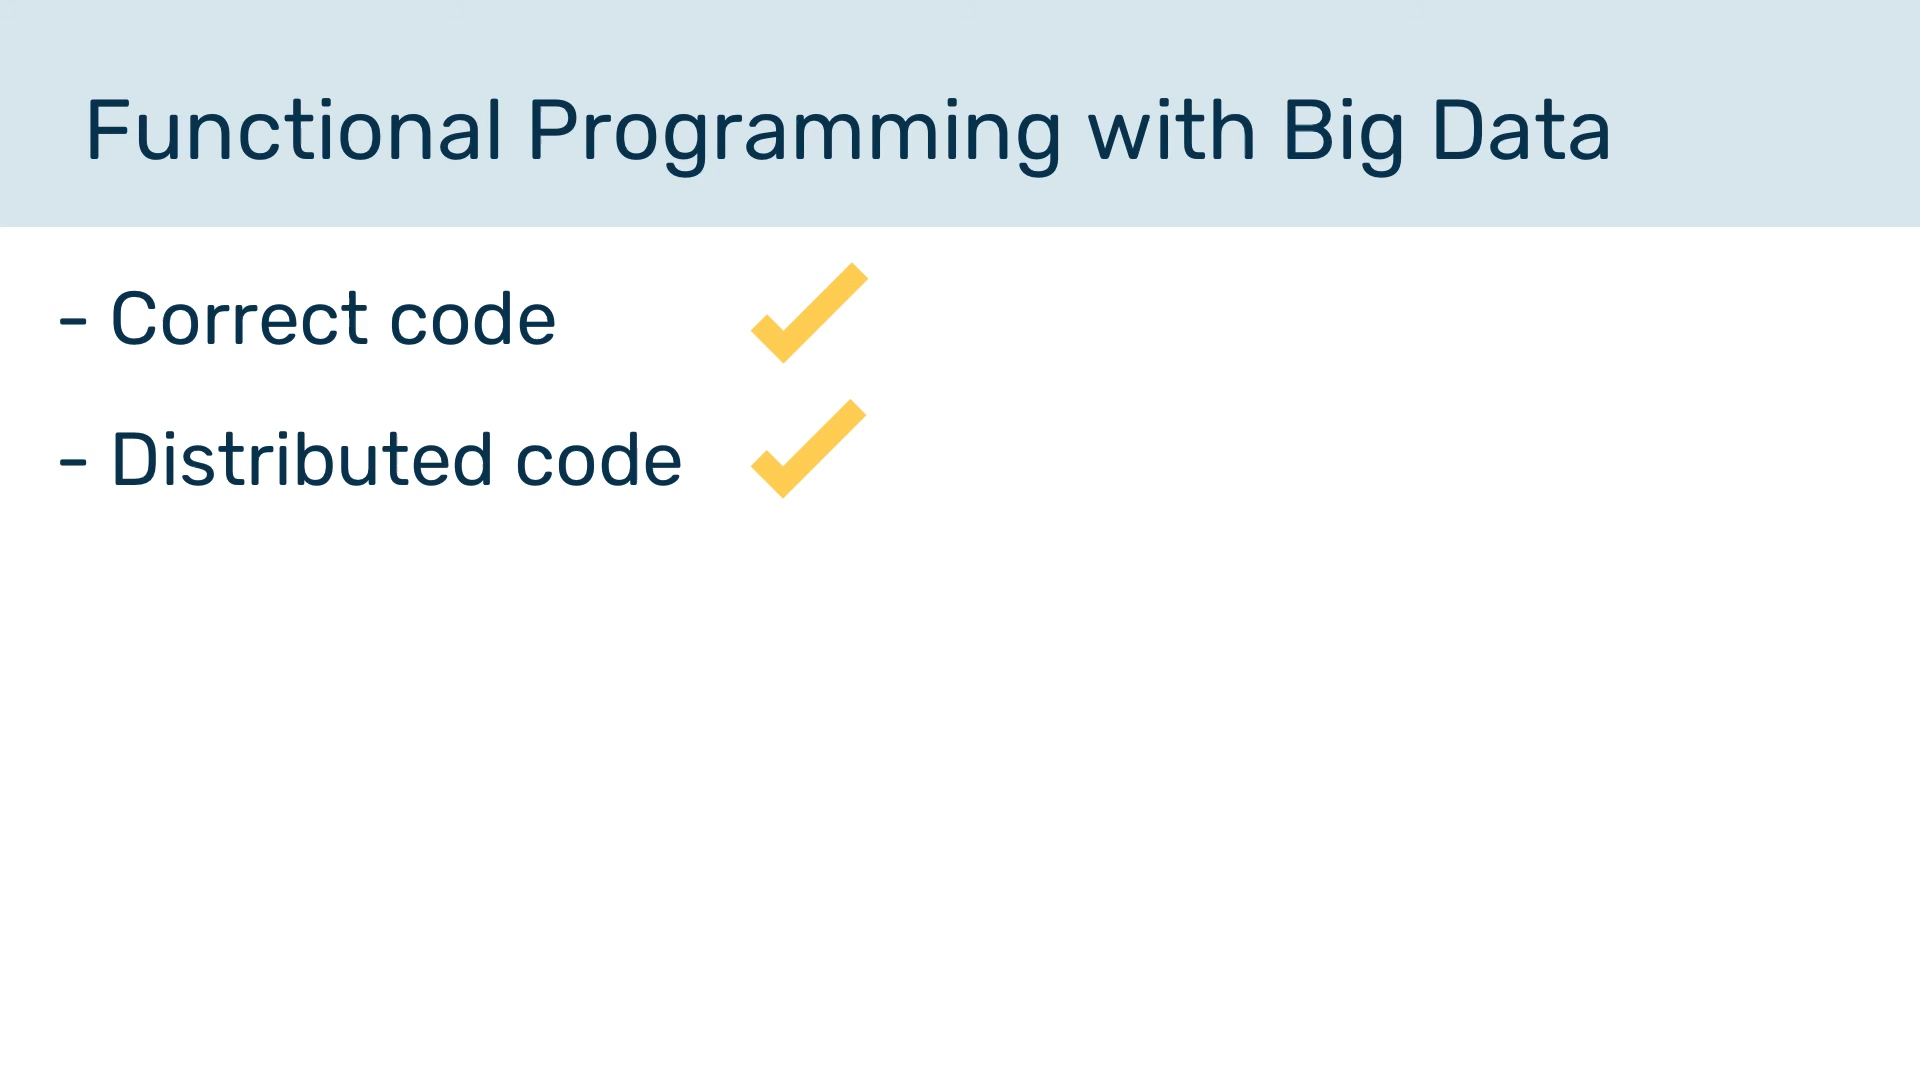 Functional Programming with Big Data
- Correct code
- Distributed code